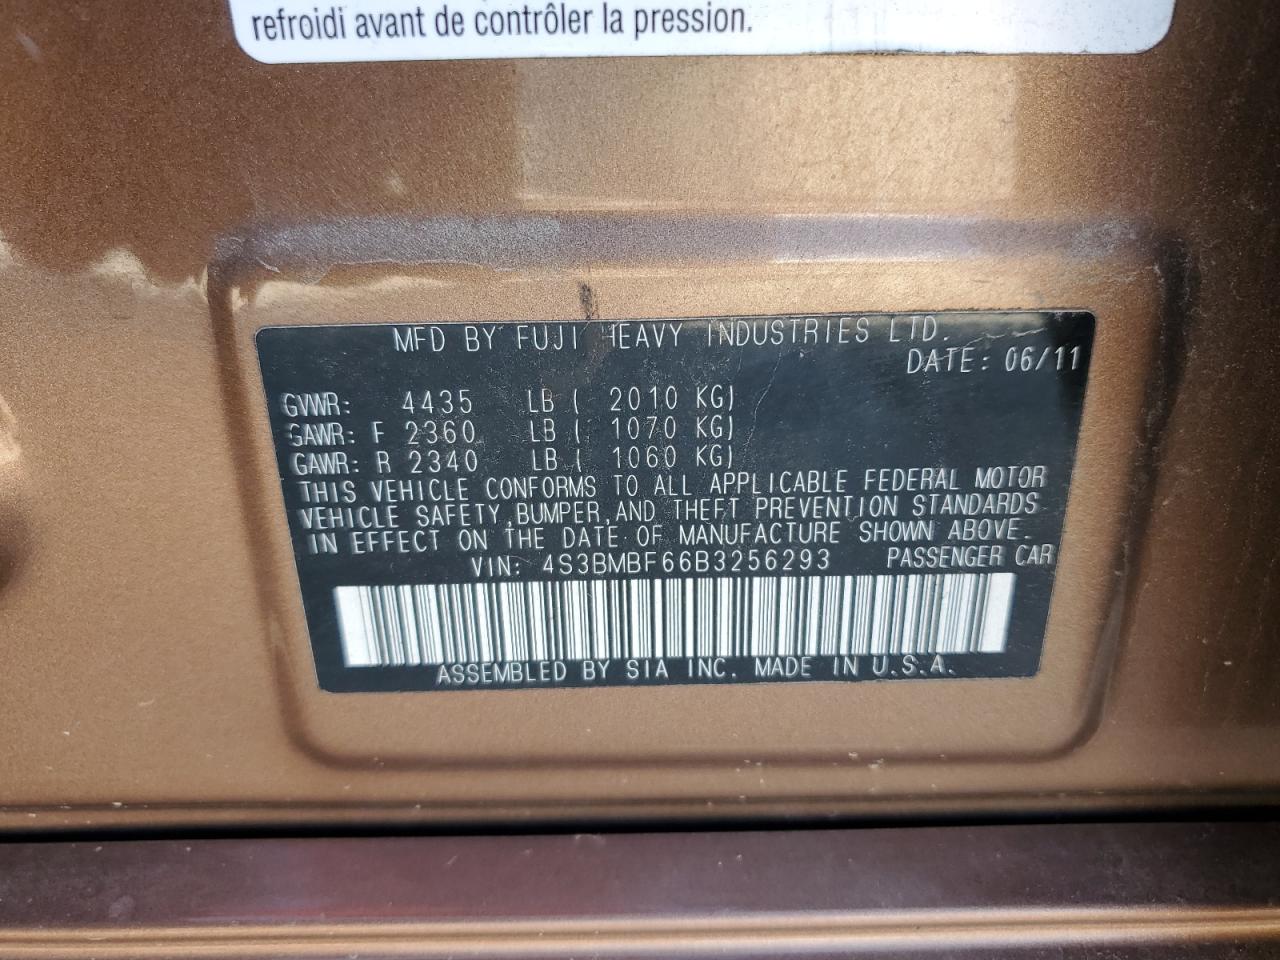 refroidi avant de contrôler la pression.
MFD BY FUJI HEAVY INDUSTRIES LTD.
DATE: 06/11
GVWR: 4435 LB ( 2010 KG)
GAWR: F 2360 LB ( 1070 KG)
GAWR: R 2340 LB ( 1060 KG)
THIS VEHICLE CONFORMS TO ALL APPLICABLE FEDERAL MOTOR
VEHICLE SAFETY,BUMPER,AND THEFT PREVENTION STANDARDS
IN EFFECT ON THE DATE OF MANUFACTURE SHOWN ABOVE.
VIN: 4S3BMBF66B3256293 PASSENGER CAR
ASSEMBLED BY SIA INC. MADE IN U.S.A.